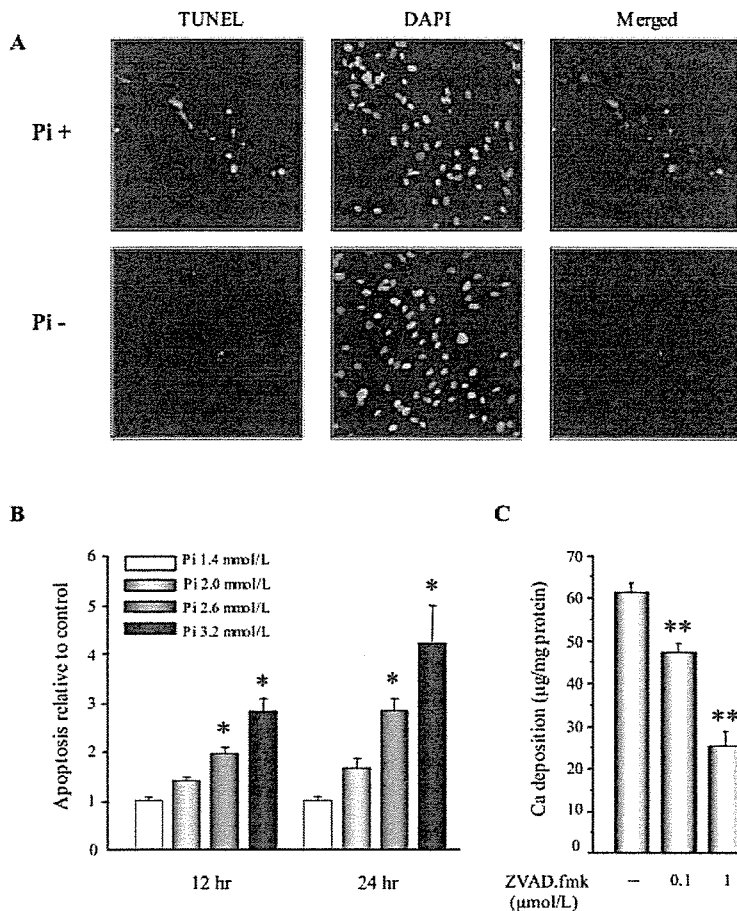 TUNEL DAPI Merged
A
Pi +
Pi -
B
Apoptosis relative to control
6
5
4
3
2
1
0
Pi 1.4 mmol/L
Pi 2.0 mmol/L
Pi 2.6 mmol/L
Pi 3.2 mmol/L
* *
* *
12 hr 24 hr
C
Ca deposition (μg/mg protein)
70
60
50
40
30
20
10
0
**
**
ZVAD.fmk -- 0.1 1
(μmol/L)